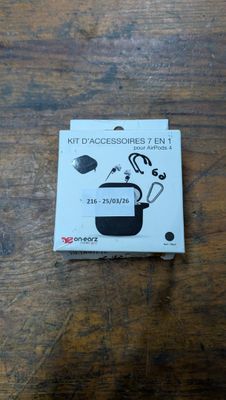 KIT D'ACCESSOIRES 7 EN 1
pour AirPods 4
216 - 25/03/26
on·earz